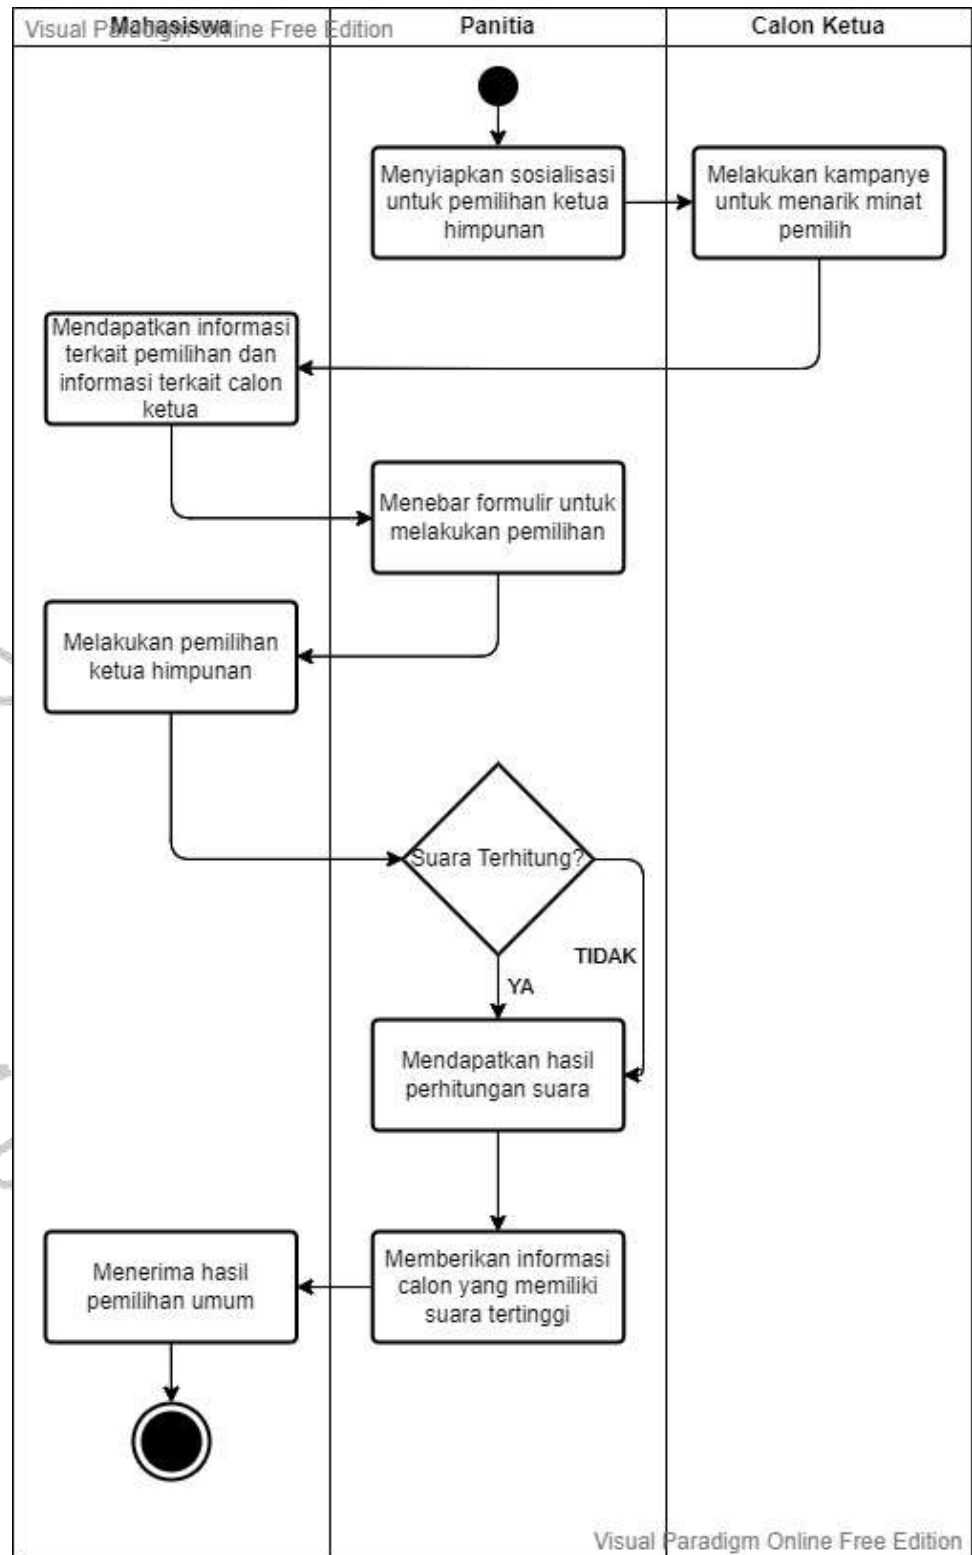 Visual Paradigm Online Free Edition
Mahasiswa
Panitia
Calon Ketua
Menyiapkan sosialisasi
untuk pemilihan ketua
himpunan
Melakukan kampanye
untuk menarik minat
pemilih
Mendapatkan informasi
terkait pemilihan dan
informasi terkait calon
ketua
Menebar formulir untuk
melakukan pemilihan
Melakukan pemilihan
ketua himpunan
Suara Terhitung?
TIDAK
YA
Mendapatkan hasil
perhitungan suara
Memberikan informasi
calon yang memiliki
suara tertinggi
Menerima hasil
pemilihan umum
Visual Paradigm Online Free Edition